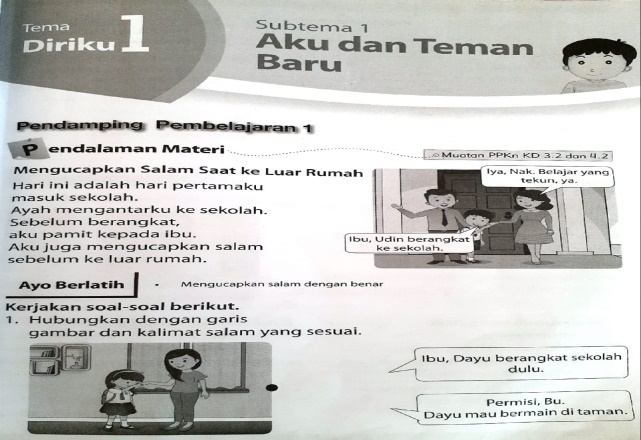 Tema
Diriku 1
Subtema 1
Aku dan Teman
Baru
Pendamping Pembelajaran 1
Pendalaman Materi
Muatan PPKn KD 3.2 dan 4.2
Mengucapkan Salam Saat ke Luar Rumah
Hari ini adalah hari pertamaku
masuk sekolah.
Ayah mengantarku ke sekolah.
Sebelum berangkat,
aku pamit kepada ibu.
Aku juga mengucapkan salam
sebelum ke luar rumah.
Iya, Nak. Belajar yang
tekun, ya.
Ibu, Udin berangkat
ke sekolah.
Ayo Berlatih
• Mengucapkan salam dengan benar
Kerjakan soal-soal berikut.
1. Hubungkan dengan garis
gambar dan kalimat salam yang sesuai.
Ibu, Dayu berangkat sekolah
dulu.
Permisi, Bu.
Dayu mau bermain di taman.